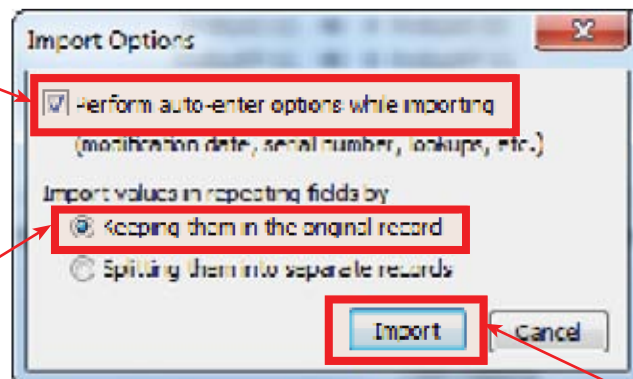 Import Options
Perform auto-enter options while importing
(modification date, serial number, lookups, etc.)
Import values in repeating fields by
Keeping them in the original record
Splitting them into separate records
Import Cancel